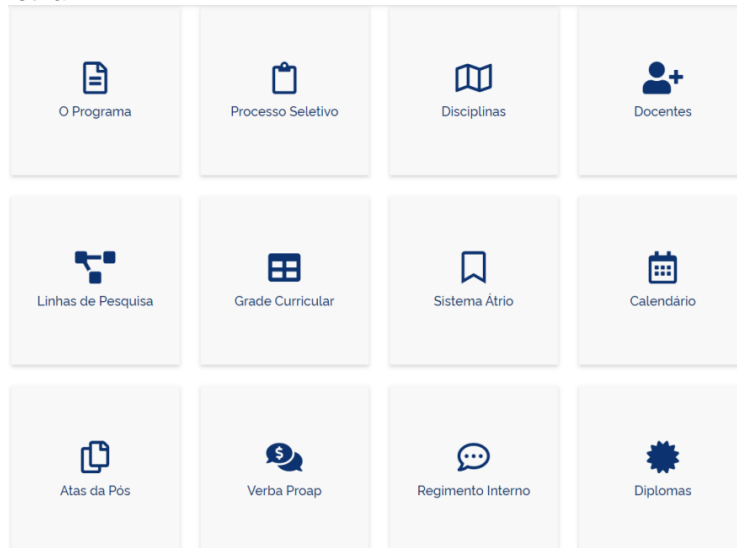 O Programa
Processo Seletivo
Disciplinas
Docentes
Linhas de Pesquisa
Grade Curricular
Sistema Átrio
Calendário
Atas da Pós
Verba Proap
Regimento Interno
Diplomas